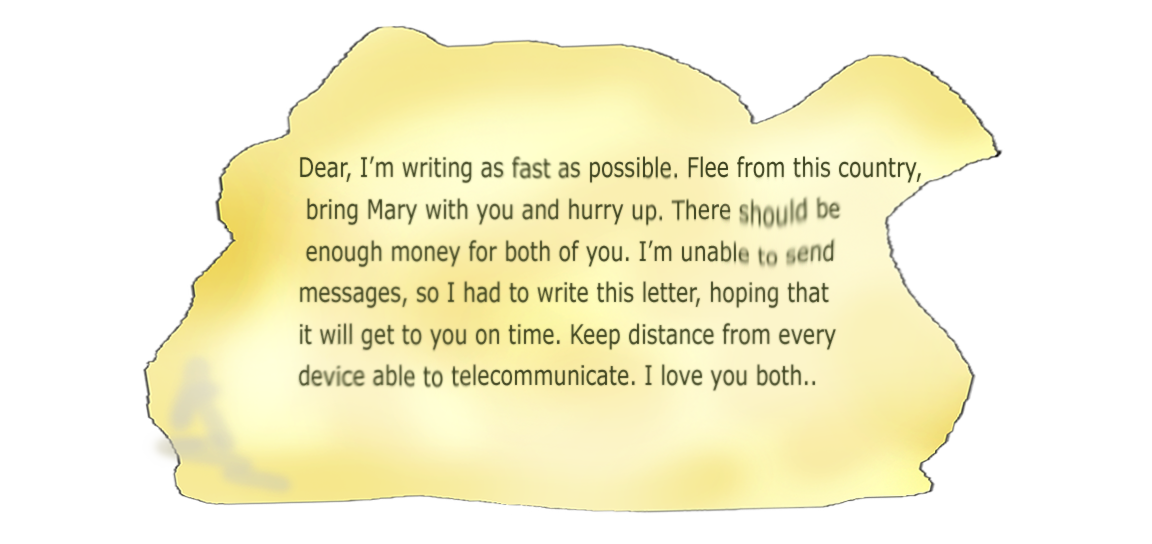 Dear, I’m writing as fast as possible. Flee from this country,
bring Mary with you and hurry up. There should be
enough money for both of you. I’m unable to send
messages, so I had to write this letter, hoping that
it will get to you on time. Keep distance from every
device able to telecommunicate. I love you both..